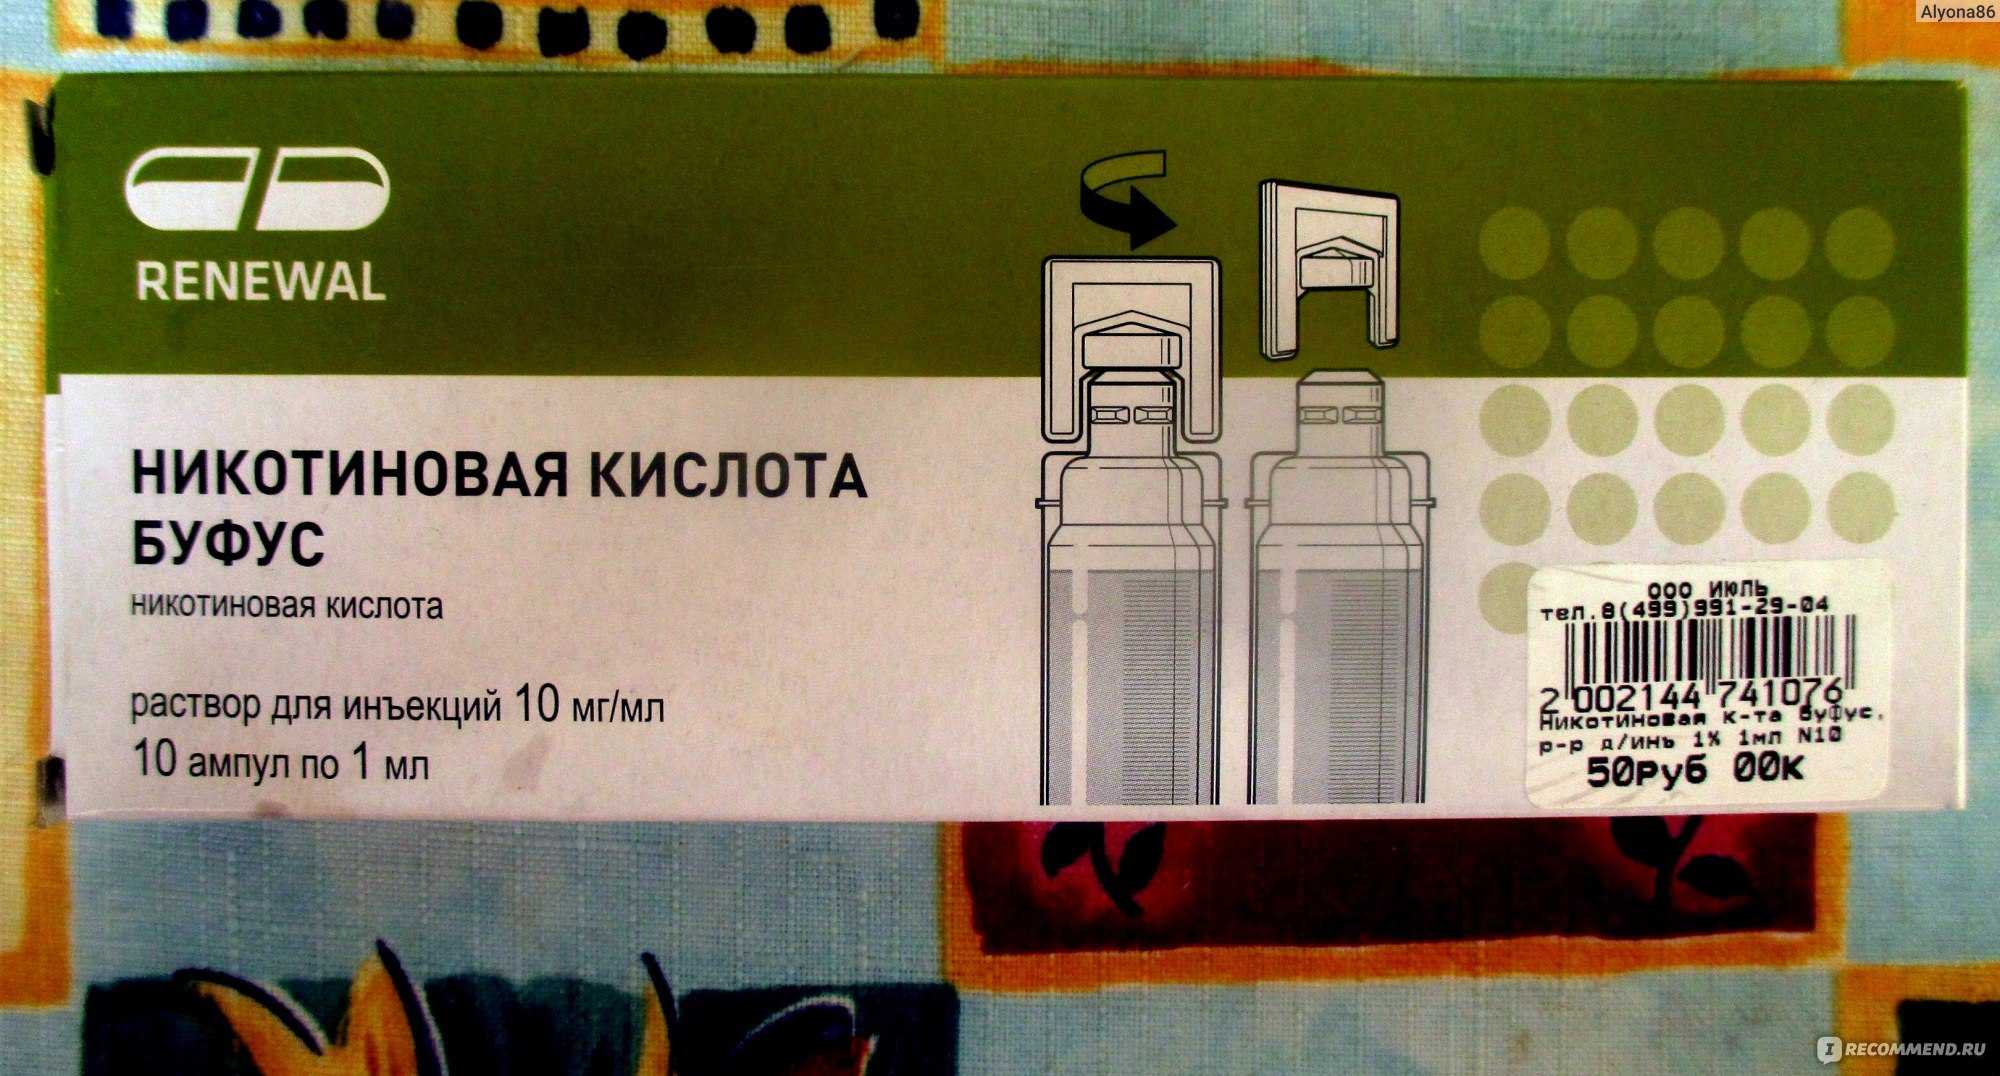 Alyona86
RENEWAL
НИКОТИНОВАЯ КИСЛОТА
БУФУС
никотиновая кислота
раствор для инъекций 10 мг/мл
10 ампул по 1 мл
ООО ИЮЛЬ
тел.8(499)991-29-04
2 002144 741076
Никотиновая к-та Буфус,
р-р д/инь 1% 1мл N10
50руб 00к
I RECOMMEND.RU